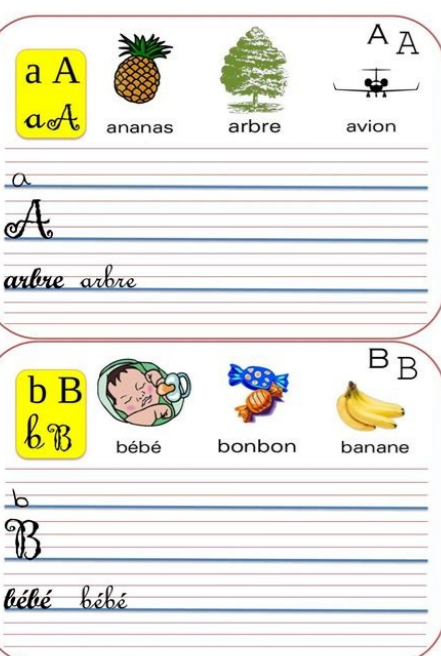 A A
a A
a A
ananas arbre avion
a
A
arbre arbre
B B
b B
b B
bébé bonbon banane
b
B
bébé bébé